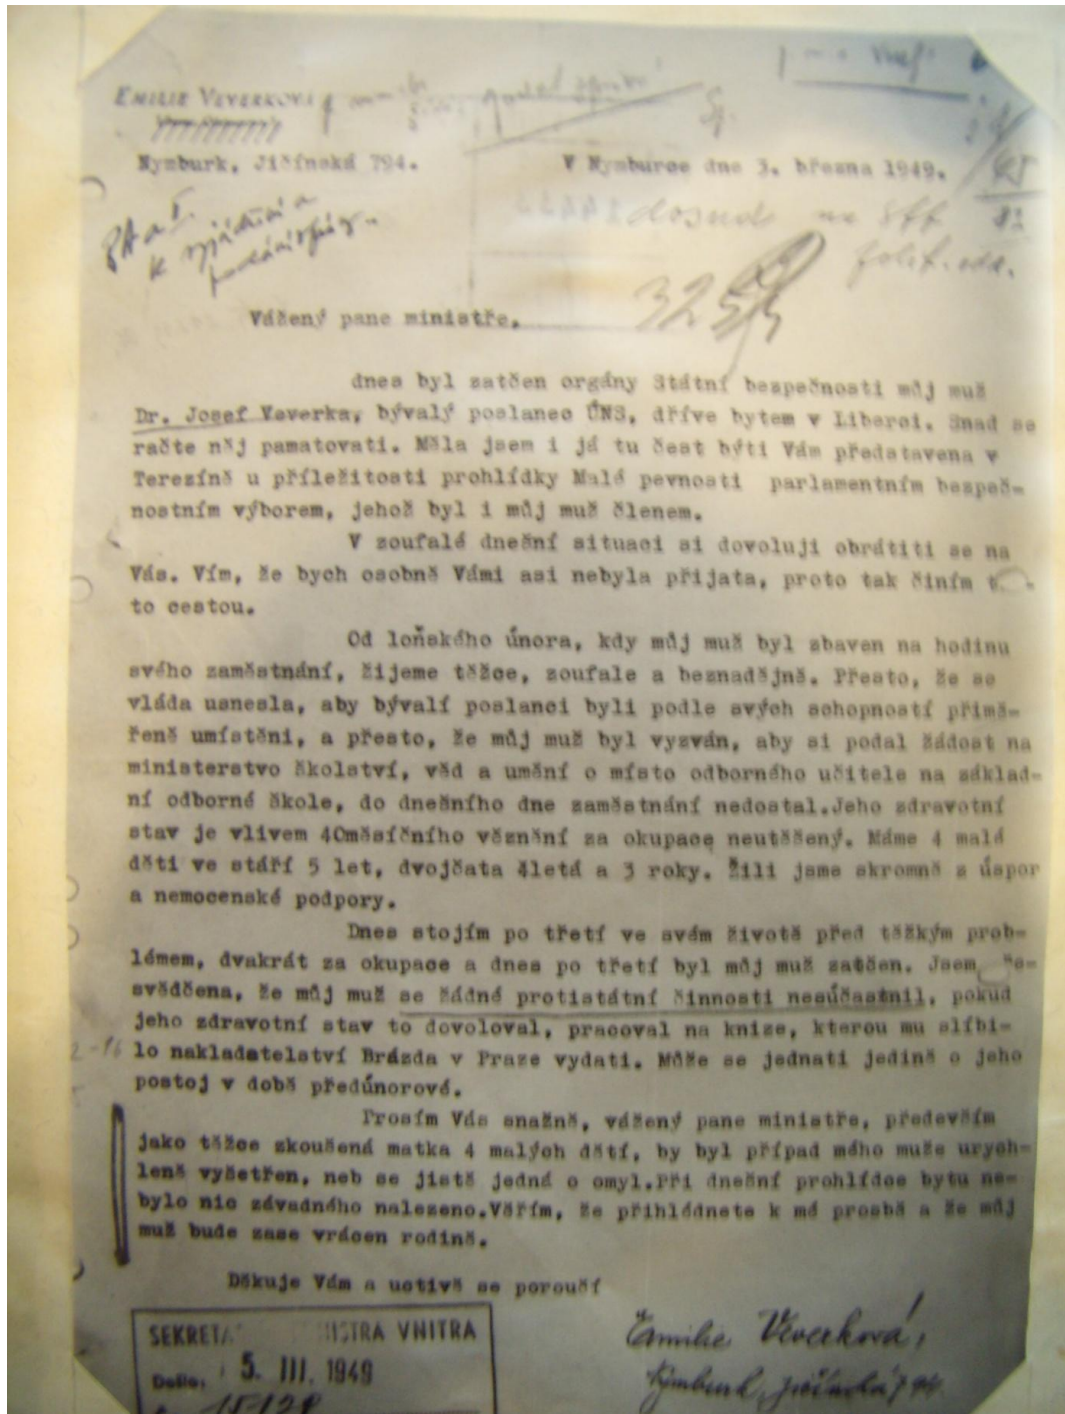 EMILIE VEVERKOVÁ
Nymburk, Jičínská 794.
V Nymburce dne 3. března 1949.
dosud
k vyjádření a
3255
Vážený pane ministře,
dnes byl zatčen orgány Státní bezpečnosti můj muž
Dr. Josef Veverka, bývalý poslanec ÚNS, dříve bytem v Liberci. Snad se
račte něj pamatovati. Měla jsem i já tu čest býti Vám představena v
Terezíně u příležitosti prohlídky Malé pevnosti parlamentním bezpeč-
nostním výborem, jehož byl i můj muž členem.
V zoufalé dnešní situaci si dovoluji obrátiti se na
Vás. Vím, že bych osobně Vámi asi nebyla přijata, proto tak činím
to cestou.
Od loňského února, kdy můj muž byl zbaven na hodinu
svého zaměstnání, žijeme těžce, zoufale a beznadějně. Přesto, že se
vláda usnesla, aby bývalí poslanci byli podle svých schopností přimě-
řeně umístěni, a přesto, že můj muž byl vyzván, aby si podal žádost na
ministerstvo školství, věd a umění o místo odborného učitele na základ-
ní odborné škole, do dnešního dne zaměstnání nedostal.Jeho zdravotní
stav je vlivem 40měsíčního věznění za okupace neutěšený. Máme 4 malé
děti ve stáří 5 let, dvojčata 4letá a 3 roky. Žili jsme skromně z úspor
a nemocenské podpory.
Dnes stojím po třetí ve svém životě před těžkým prob-
lémem, dvakrát za okupace a dnes po třetí byl můj muž zatčen. Jsem
svědčena, že můj muž se žádné protistátní činnosti nesúčastnil, pokud
jeho zdravotní stav to dovoloval, pracoval na knize, kterou mu slíbi-
lo nakladatelství Brázda v Praze vydati. Může se jednati jedině o jeho
postoj v době předúnorové.
Prosím Vás snažně, vážený pane ministře, především
jako těžce zkoušená matka 4 malých dětí, by byl případ mého muže urych-
leně vyšetřen, neb se jistě jedná o omyl.Při dnešní prohlídce bytu ne-
bylo nic závadného nalezeno.Věřím, že přihlédnete k mé prosbě a že můj
muž bude zase vrácen rodině.
Děkuje Vám a uctivě se poroučí
Emilie Veverková,
Nymburk, Jičínská 794
VNITRA
Došlo: 5. III. 1949
15128